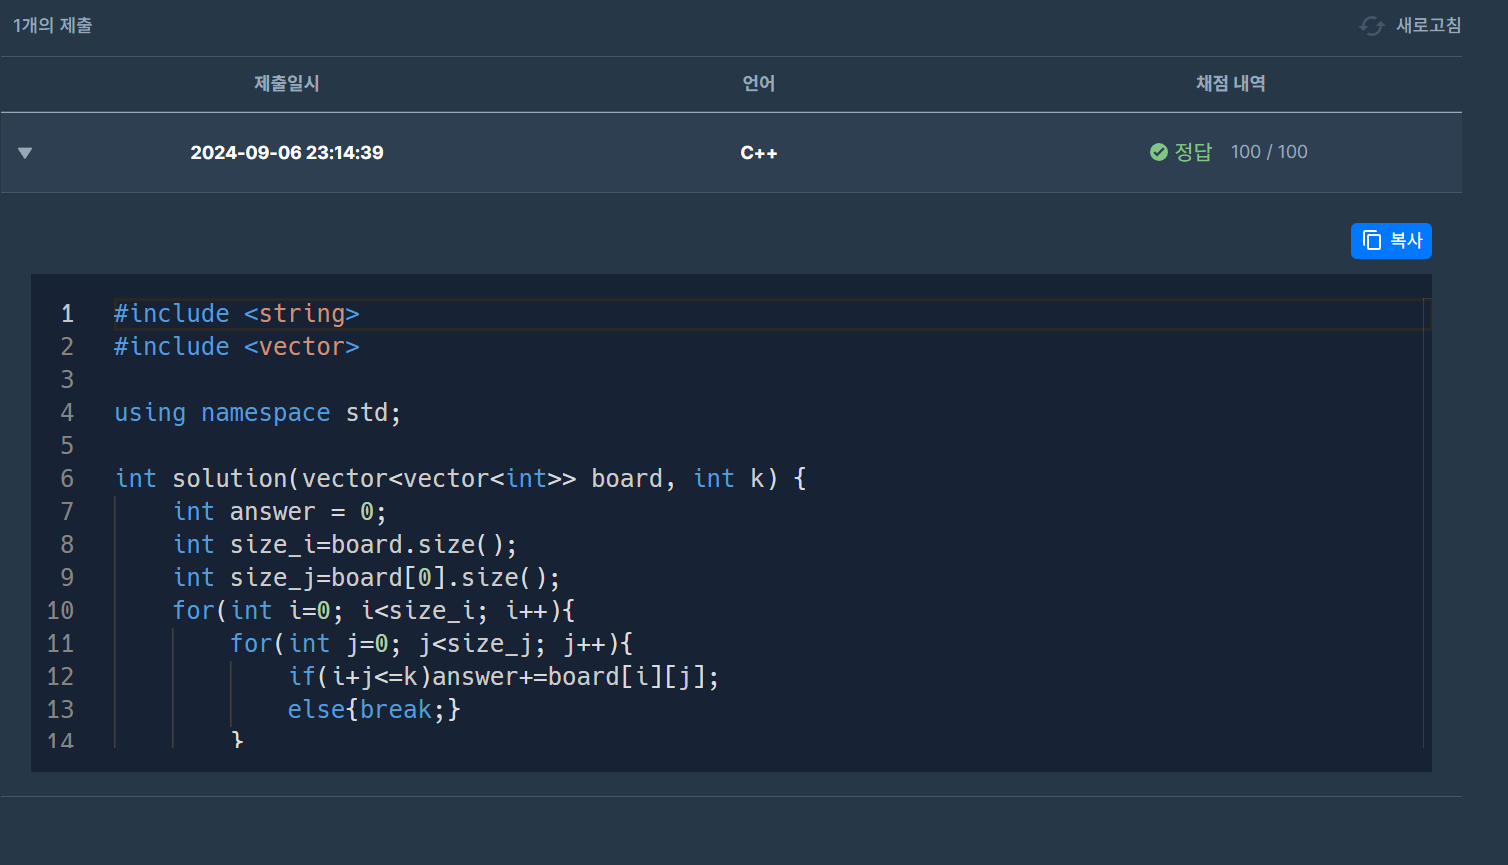 1개의 제출 새로고침
제출일시 언어 채점 내역
2024-09-06 23:14:39 C++ 정답 100 / 100
복사
1 #include <string>
2 #include <vector>
3
4 using namespace std;
5
6 int solution(vector<vector<int>> board, int k) {
7     int answer = 0;
8     int size_i=board.size();
9     int size_j=board[0].size();
10     for(int i=0; i<size_i; i++){
11         for(int j=0; j<size_j; j++){
12             if(i+j<=k)answer+=board[i][j];
13             else{break;}
14         }